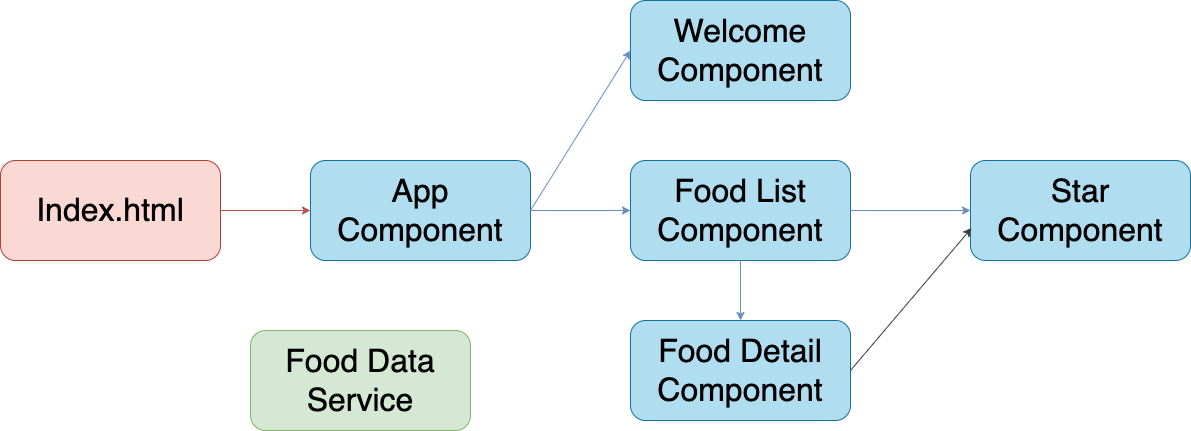 Welcome
Component
Index.html
App
Component
Food List
Component
Star
Component
Food Data
Service
Food Detail
Component